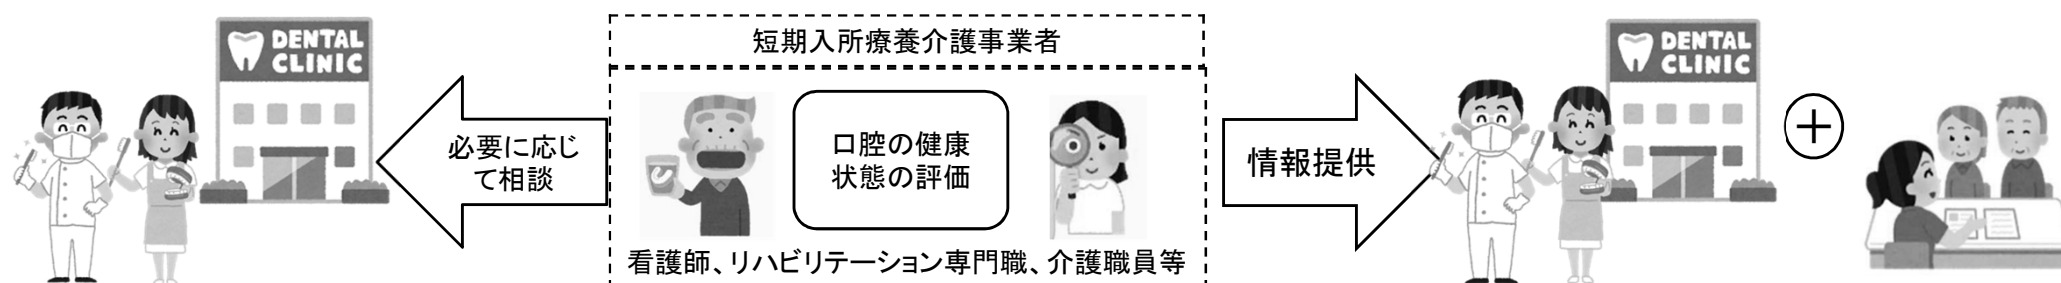 DENTAL
CLINIC
必要に応じ
て相談
短期入所療養介護事業者
口腔の健康
状態の評価
看護師、リハビリテーション専門職、介護職員等
情報提供
DENTAL
CLINIC
+